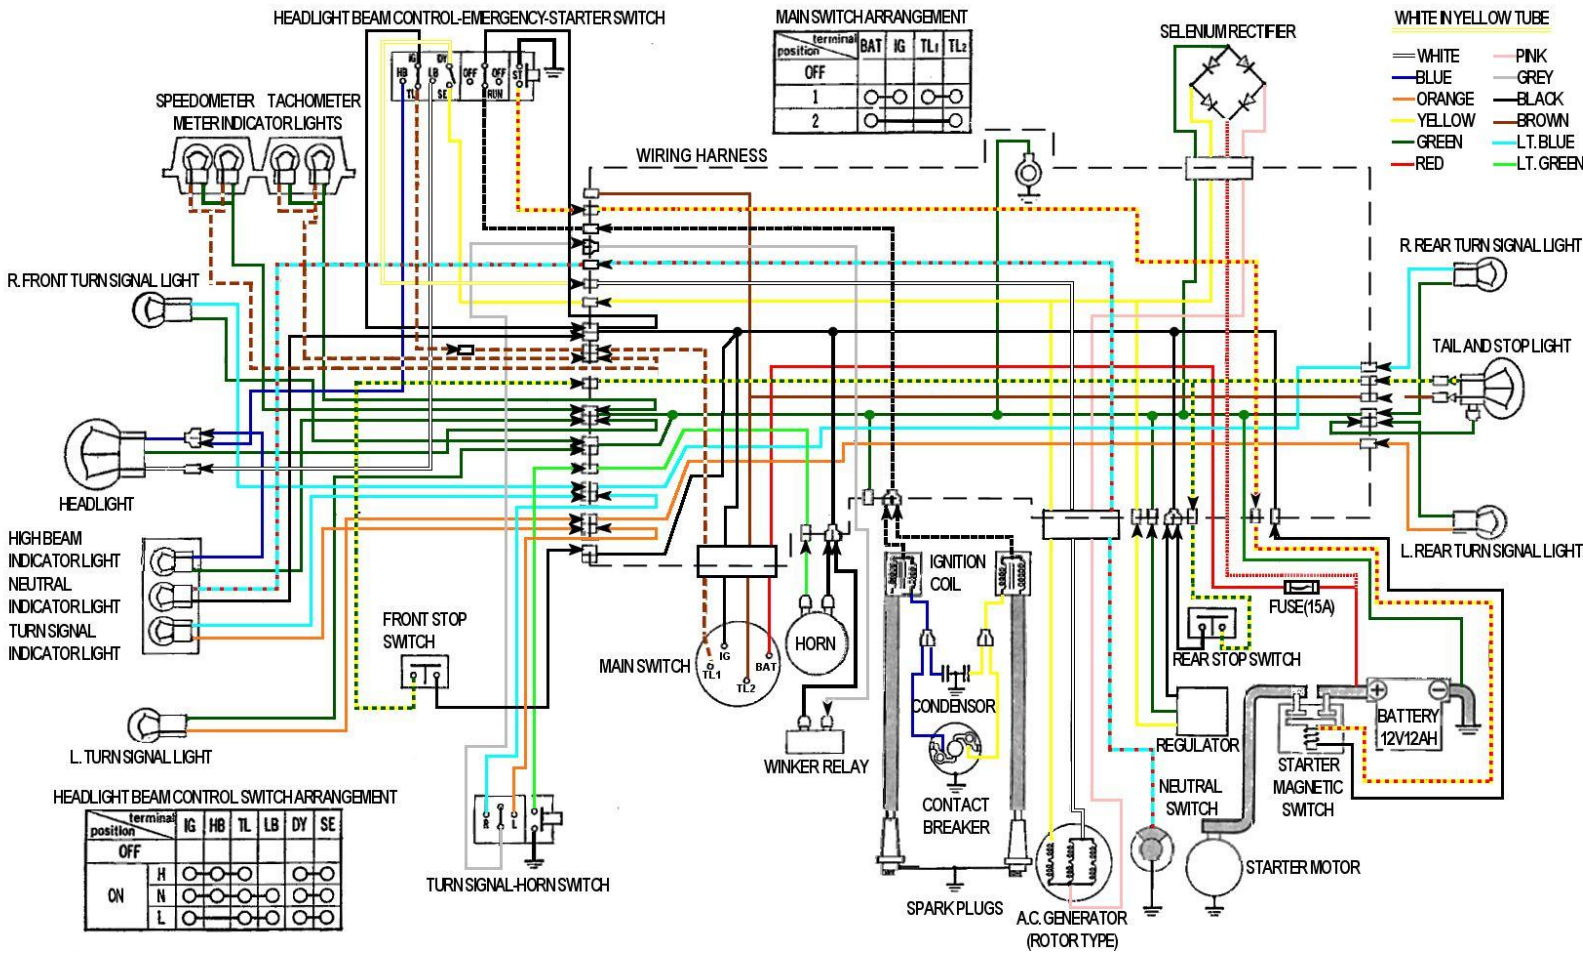 HEADLIGHT BEAM CONTROL-EMERGENCY-STARTER SWITCH
MAIN SWITCH ARRANGEMENT
terminal
position
BAT IG TL1 TL2
OFF
1
2
SELENIUM RECTIFIER
WHITE IN YELLOW TUBE
WHITE PINK
BLUE GREY
ORANGE BLACK
YELLOW BROWN
GREEN LT. BLUE
RED LT. GREEN
IG DY
HB LB OFF OFF ST
TL SE RUN
SPEEDOMETER TACHOMETER
METER INDICATOR LIGHTS
WIRING HARNESS
R. FRONT TURN SIGNAL LIGHT
R. REAR TURN SIGNAL LIGHT
TAIL AND STOP LIGHT
HEADLIGHT
HIGH BEAM
INDICATOR LIGHT
NEUTRAL
INDICATOR LIGHT
TURN SIGNAL
INDICATOR LIGHT
L. REAR TURN SIGNAL LIGHT
IGNITION
COIL
FUSE(15A)
FRONT STOP
SWITCH
MAIN SWITCH
IG
BAT
TL1
TL2
HORN
REAR STOP SWITCH
CONDENSOR
L. TURN SIGNAL LIGHT
WINKER RELAY
REGULATOR
BATTERY
12V12AH
STARTER
MAGNETIC
SWITCH
NEUTRAL
SWITCH
CONTACT
BREAKER
HEADLIGHT BEAM CONTROL SWITCH ARRANGEMENT
terminal
position
IG HB TL LB DY SE
OFF
ON
H
N
L
R L
TURN SIGNAL-HORN SWITCH
SPARK PLUGS
A.C. GENERATOR
(ROTOR TYPE)
STARTER MOTOR